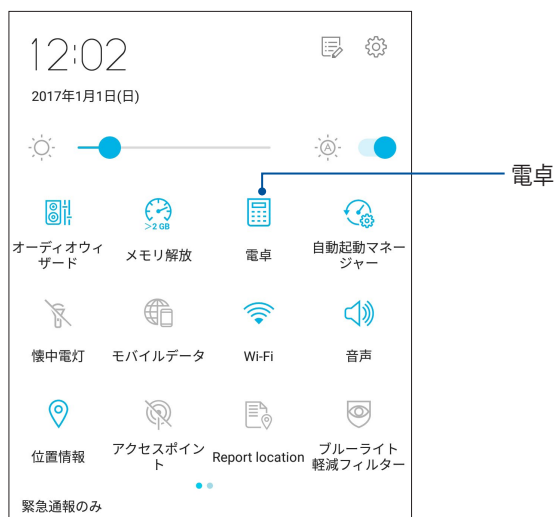 12:02
2017年1月1日(日)
A
電卓
>2 GB
オーディオウィ
ザード
メモリ解放
電卓
自動起動マネー
ジャー
懐中電灯
モバイルデータ
Wi-Fi
音声
位置情報
アクセスポイン
ト
Report location
ブルーライト
軽減フィルター
緊急通報のみ